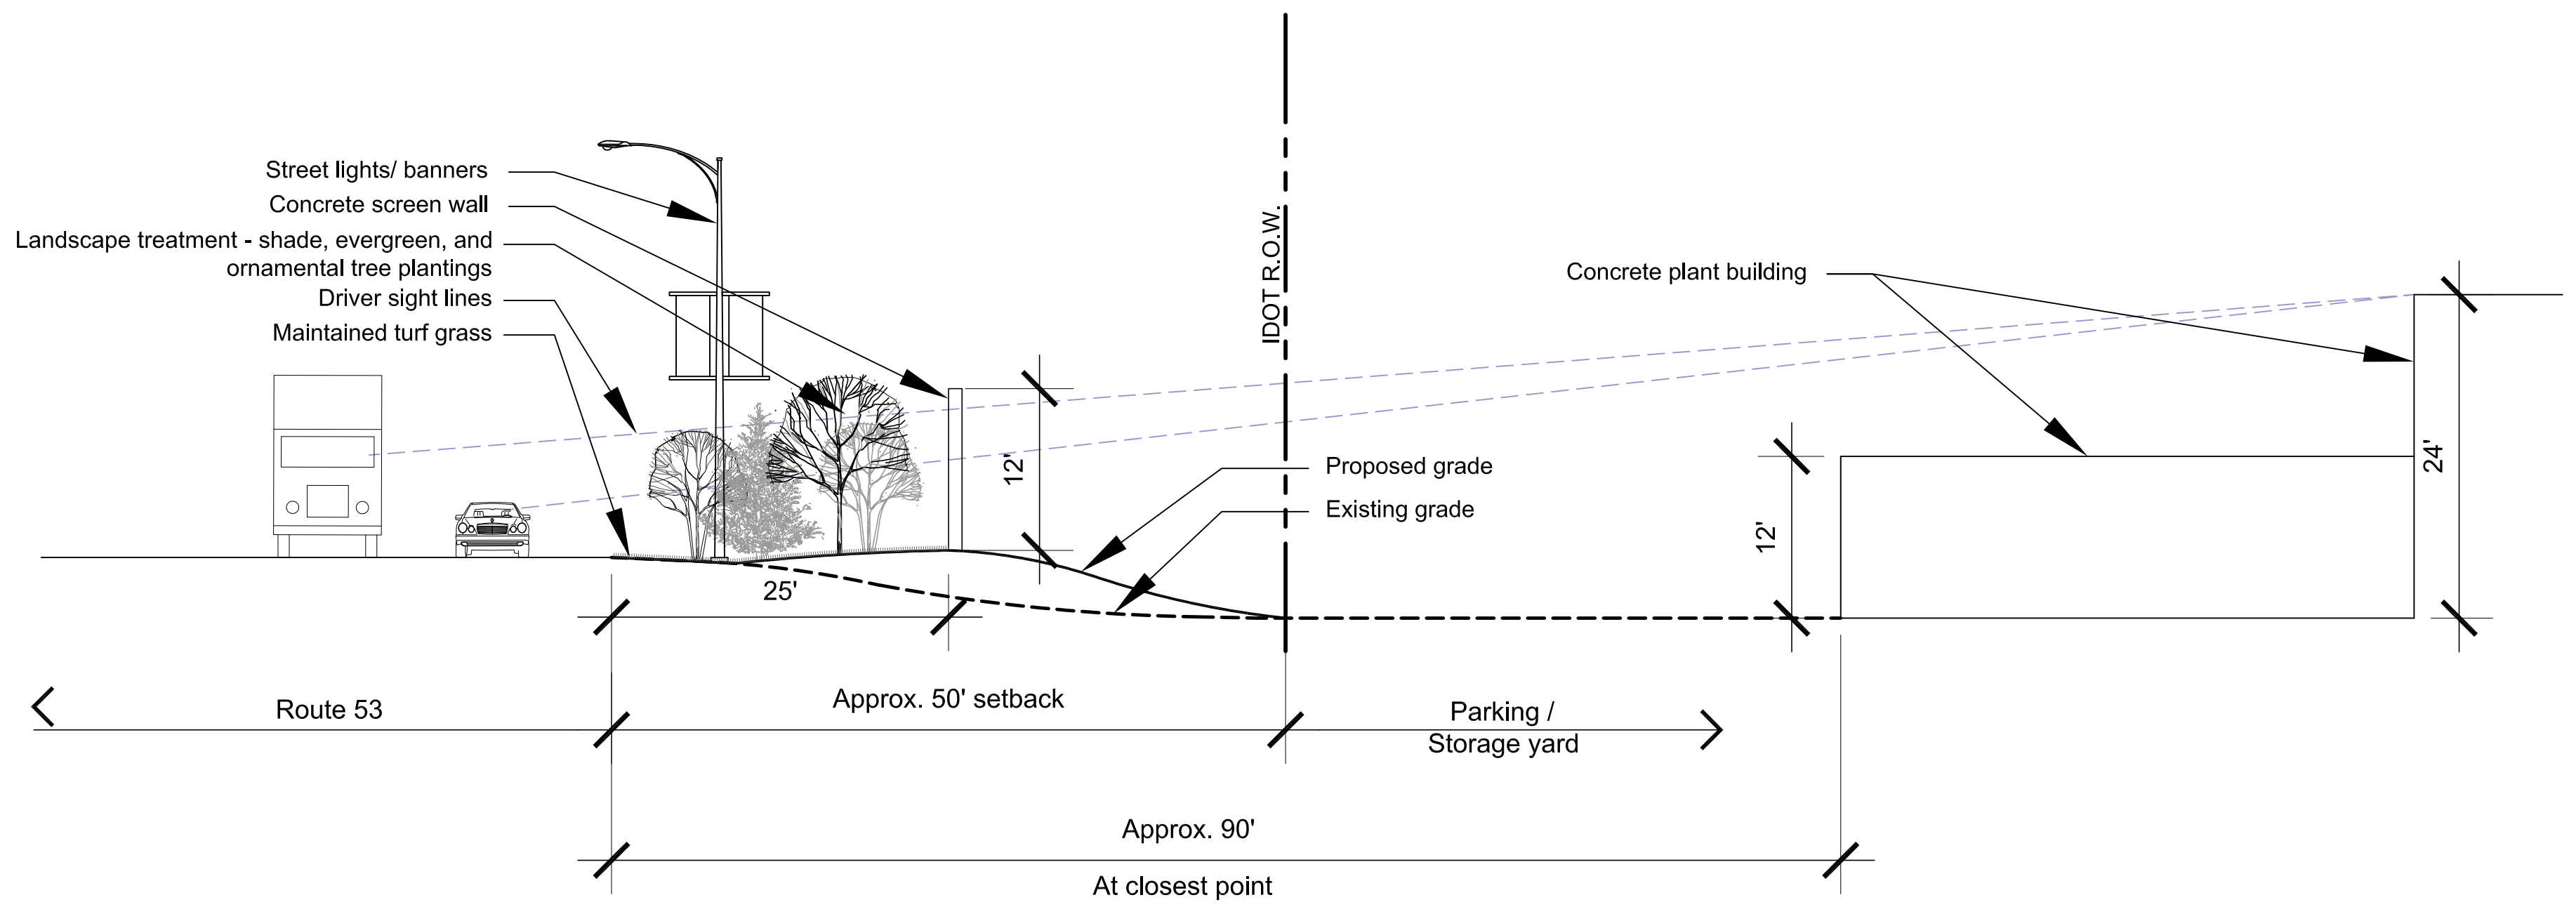 Street lights/ banners
Concrete screen wall
Landscape treatment - shade, evergreen, and
ornamental tree plantings
Driver sight lines
Maintained turf grass
IDOT R.O.W.
Concrete plant building
12'
Proposed grade
Existing grade
12'
24'
25'
Route 53
Approx. 50' setback
Parking /
Storage yard
Approx. 90'
At closest point